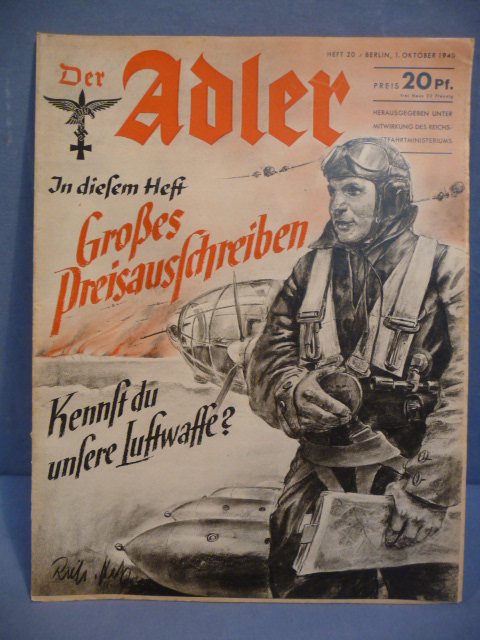 HEFT 20 / BERLIN, 1. OKTOBER 1940
Der Adler
PREIS 20 Pf.
HERAUSGEGEBEN UNTER
MITWIRKUNG DES REICHS-
LUFTFAHRTMINISTERIUMS
In dieſem Heft
Großes
Preisausſchreiben
Kennſt du
unſere Luftwaffe?